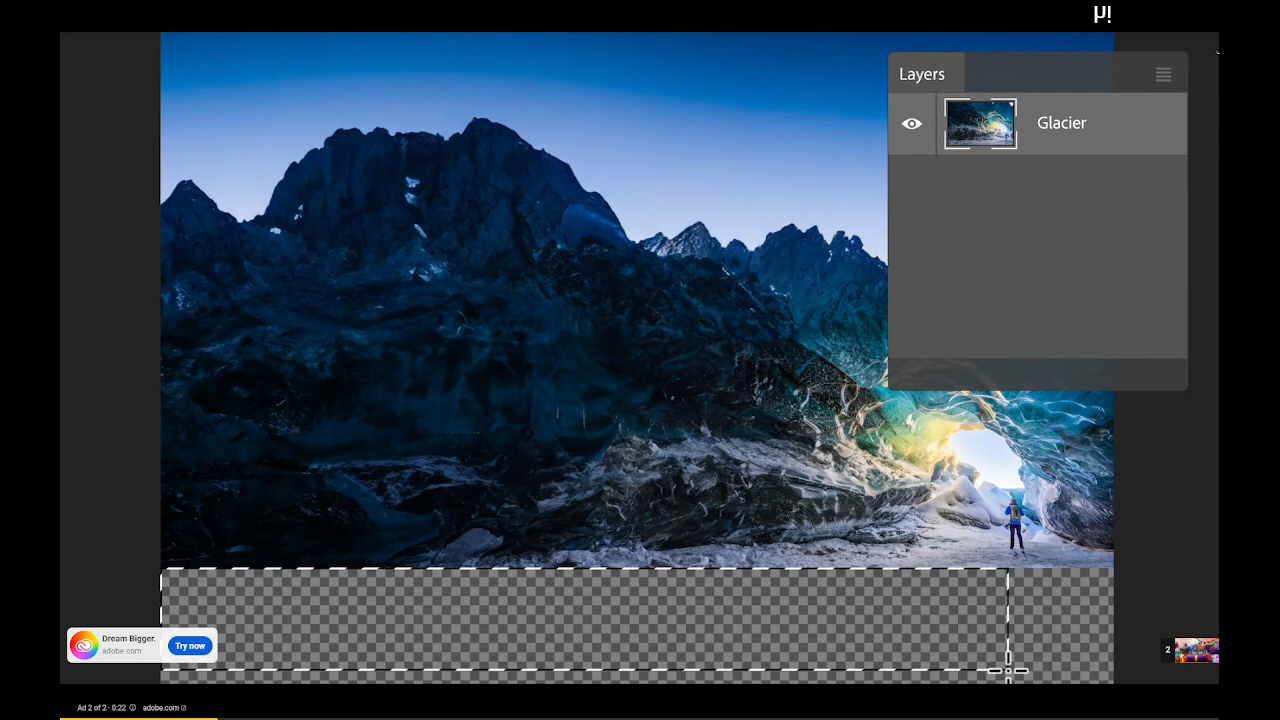 Layers
Glacier
Dream Bigger.
adobe.com
Try now
2
Ad 2 of 2 · 0:22
adobe.com